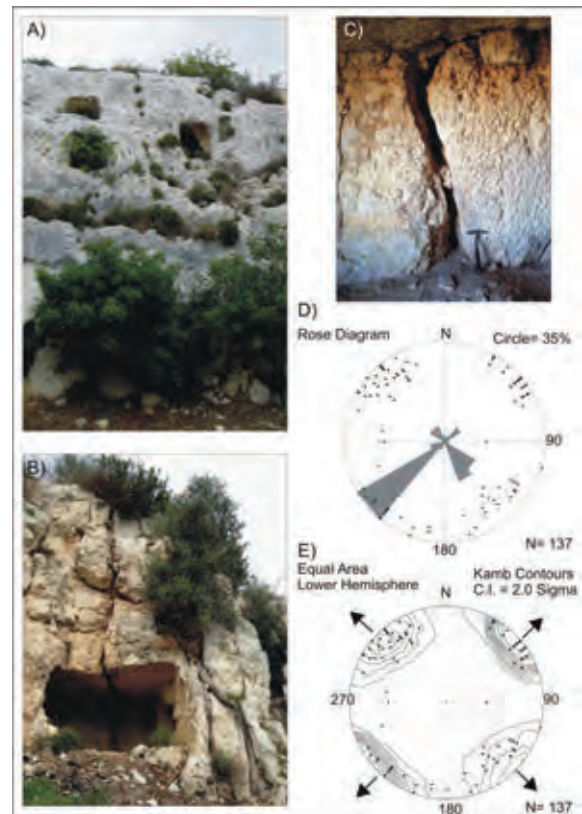 A)
C)
D)
Rose Diagram
N
Circle= 35%
90
180
N= 137
B)
E)
Equal Area
Lower Hemisphere
N
Kamb Contours
C.I. = 2.0 Sigma
270
90
180
N= 137